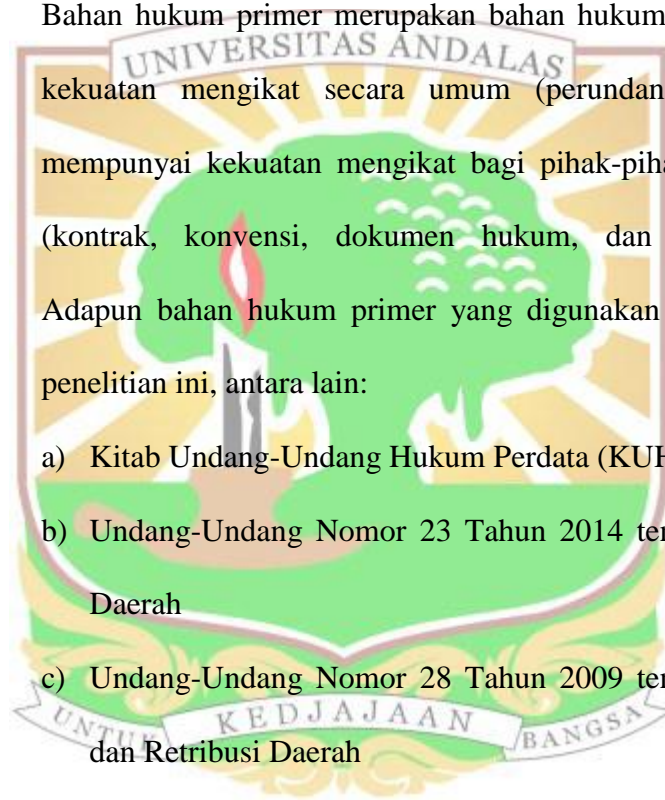 Bahan hukum primer merupakan bahan hukum
UNIVERSITAS ANDALAS
kekuatan mengikat secara umum (perundan
mempunyai kekuatan mengikat bagi pihak-piha
(kontrak, konvensi, dokumen hukum, dan
Adapun bahan hukum primer yang digunakan
penelitian ini, antara lain:
a) Kitab Undang-Undang Hukum Perdata (KUH
b) Undang-Undang Nomor 23 Tahun 2014 ten
Daerah
c) Undang-Undang Nomor 28 Tahun 2009 ten
UNTUK KEDJAJAAN BANGSA
dan Retribusi Daerah